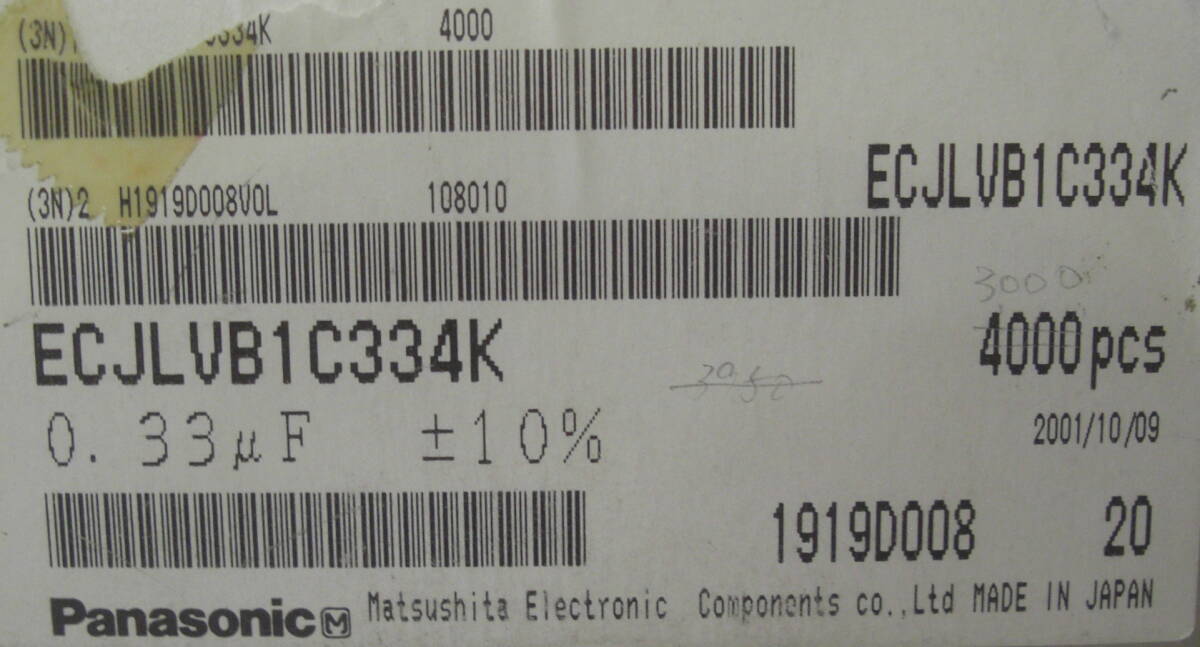 (3N) 334K 4000
(3N)2 H1919D008V0L 108010
ECJLVB1C334K
3000
ECJLVB1C334K
4000pcs
0.33μF ±10%
2001/10/09
1919D008 20
Panasonic M Matsushita Electronic Components co.,Ltd MADE IN JAPAN